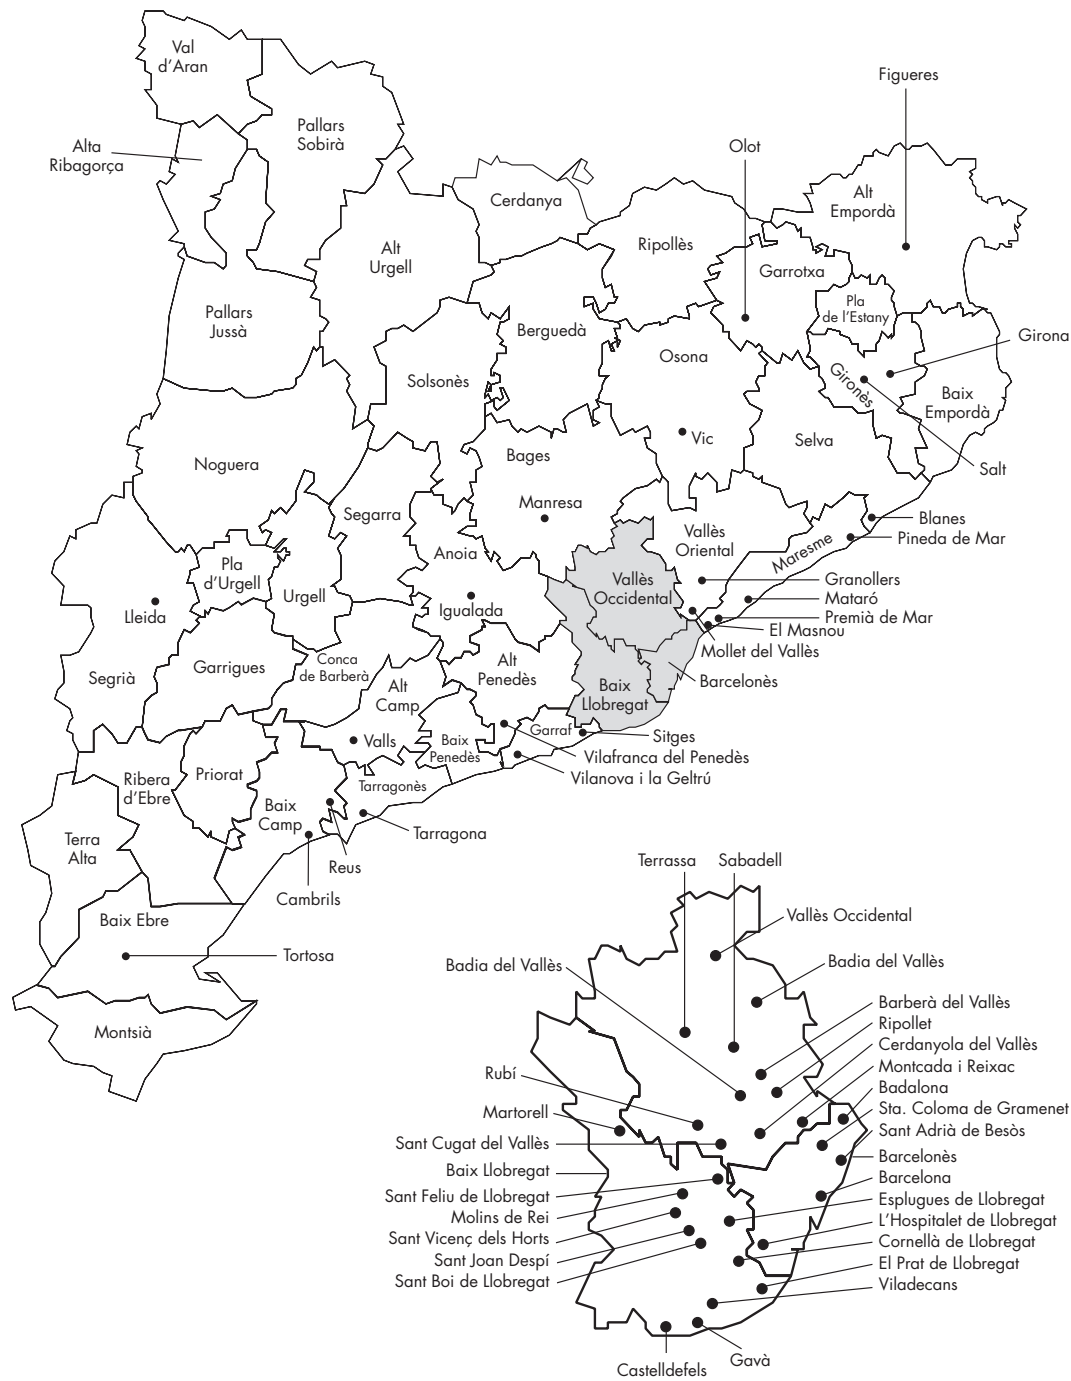 Val
d'Aran
Figueres
Pallars
Sobirà
Alta
Ribagorça
Olot
Cerdanya
Alt
Empordà
Ripollès
Alt
Urgell
Garrotxa
Pla
de l'Estany
Pallars
Jussà
Berguedà
Girona
Osona
Solsonès
Gironès
Baix
Empordà
Vic
Selva
Salt
Noguera
Bages
Manresa
Segarra
Blanes
Pineda de Mar
Vallès
Oriental
Maresme
Anoia
Pla
d'Urgell
Urgell
Vallès
Occidental
Granollers
Mataró
Lleida
Igualada
Premià de Mar
El Masnou
Mollet del Vallès
Garrigues
Conca
de Barberà
Alt
Penedès
Segrià
Alt
Camp
Baix
Llobregat
Barcelonès
Valls
Baix
Penedès
Garraf
Sitges
Vilafranca del Penedès
Vilanova i la Geltrú
Ribera
d'Ebre
Priorat
Tarragonès
Baix
Camp
Tarragona
Terra
Alta
Reus
Cambrils
Terrassa
Sabadell
Baix Ebre
Vallès Occidental
Tortosa
Badia del Vallès
Badia del Vallès
Montsià
Barberà del Vallès
Ripollet
Cerdanyola del Vallès
Montcada i Reixac
Rubí
Badalona
Martorell
Sta. Coloma de Gramenet
Sant Adrià de Besòs
Sant Cugat del Vallès
Barcelonès
Baix Llobregat
Barcelona
Sant Feliu de Llobregat
Esplugues de Llobregat
Molins de Rei
L'Hospitalet de Llobregat
Sant Vicenç dels Horts
Cornellà de Llobregat
Sant Joan Despí
El Prat de Llobregat
Sant Boi de Llobregat
Viladecans
Gavà
Castelldefels